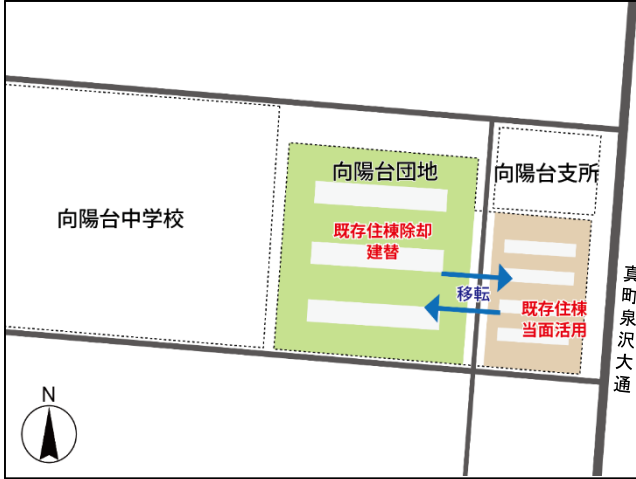 向陽台団地
向陽台支所
向陽台中学校
既存住棟除却
建替
移転
既存住棟
当面活用
真町泉沢大通
N